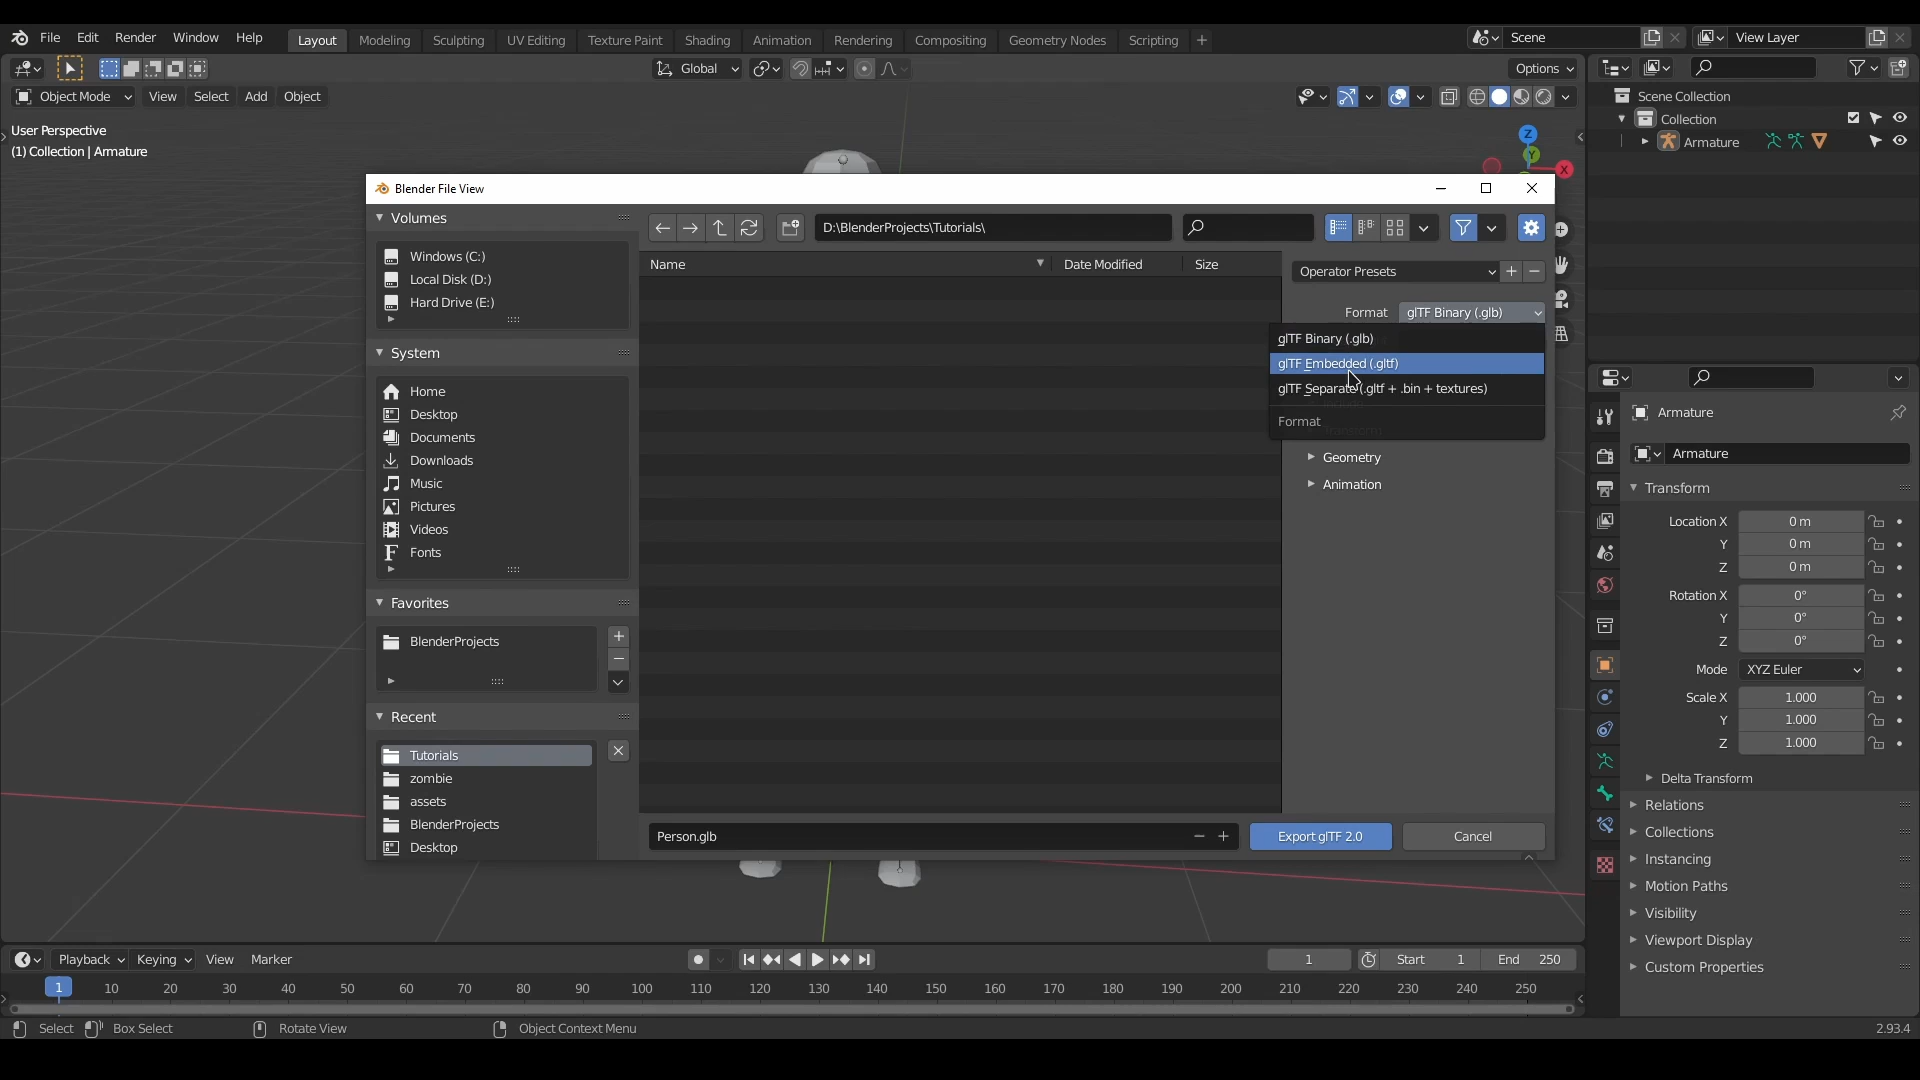 File Edit Render Window Help Layout Modeling Sculpting UV Editing Texture Paint Shading Animation Rendering Compositing Geometry Nodes Scripting + Scene View Layer
Global Options
Object Mode View Select Add Object
User Perspective
(1) Collection | Armature
Z
Y
X
Scene Collection
Collection
Armature
Blender File View
Volumes
Windows (C:)
Local Disk (D:)
Hard Drive (E:)
System
Home
Desktop
Documents
Downloads
Music
Pictures
Videos
Fonts
Favorites
BlenderProjects
Recent
Tutorials
zombie
assets
BlenderProjects
Desktop
D:\BlenderProjects\Tutorials\
Name Date Modified Size
Operator Presets
Format glTF Binary (.glb)
glTF Binary (.glb)
glTF Embedded (.gltf)
glTF Separate (.gltf + .bin + textures)
Format
Transform
Geometry
Animation
Person.glb
Export glTF 2.0 Cancel
Armature
Armature
Transform
Location X 0 m
Y 0 m
Z 0 m
Rotation X 0°
Y 0°
Z 0°
Mode XYZ Euler
Scale X 1.000
Y 1.000
Z 1.000
Delta Transform
Relations
Collections
Instancing
Motion Paths
Visibility
Viewport Display
Custom Properties
Playback Keying View Marker 1 Start 1 End 250
1 10 20 30 40 50 60 70 80 90 100 110 120 130 140 150 160 170 180 190 200 210 220 230 240 250
Select Box Select Rotate View Object Context Menu 2.93.4